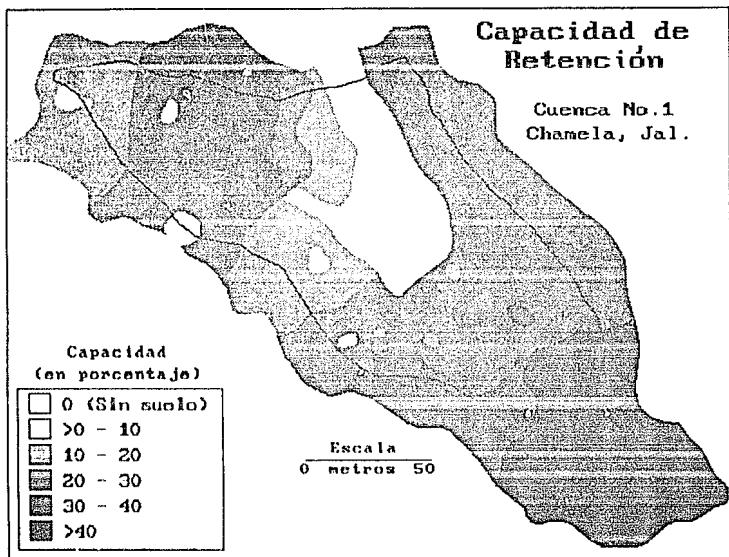 Capacidad de
Retención
Cuenca No.1
Chamela, Jal.
Capacidad
(en porcentaje)
0 (Sin suelo)
>0 - 10
10 - 20
20 - 30
30 - 40
>40
Escala
0 metros 50